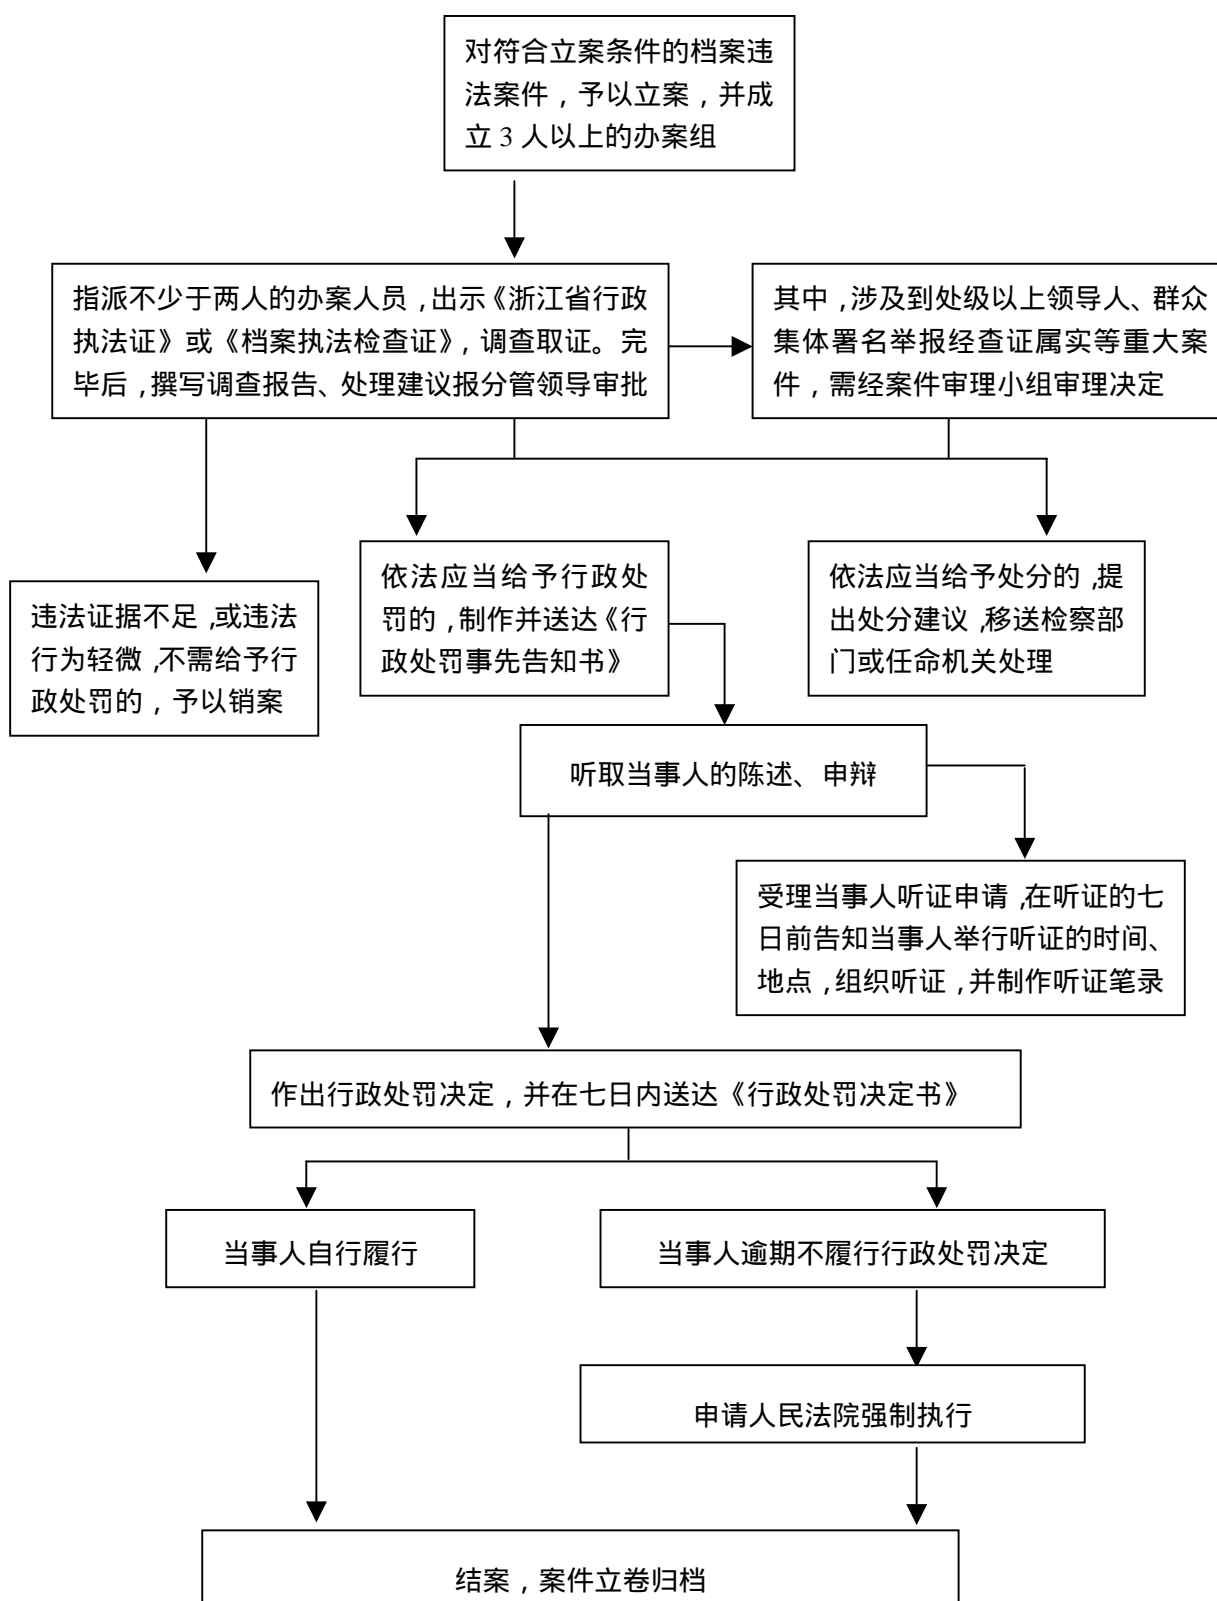 对符合立案条件的档案违
法案件，予以立案，并成
立 3 人以上的办案组
指派不少于两人的办案人员，出示《浙江省行政
执法证》或《档案执法检查证》，调查取证。完
毕后，撰写调查报告、处理建议报分管领导审批
其中，涉及到处级以上领导人、群众
集体署名举报经查证属实等重大案
件，需经案件审理小组审理决定
违法证据不足，或违法
行为轻微，不需给予行
政处罚的，予以销案
依法应当给予行政处
罚的，制作并送达《行
政处罚事先告知书》
依法应当给予处分的，提
出处分建议，移送检察部
门或任命机关处理
听取当事人的陈述、申辩
受理当事人听证申请，在听证的七
日前告知当事人举行听证的时间、
地点，组织听证，并制作听证笔录
作出行政处罚决定，并在七日内送达《行政处罚决定书》
当事人自行履行
当事人逾期不履行行政处罚决定
申请人民法院强制执行
结案，案件立卷归档